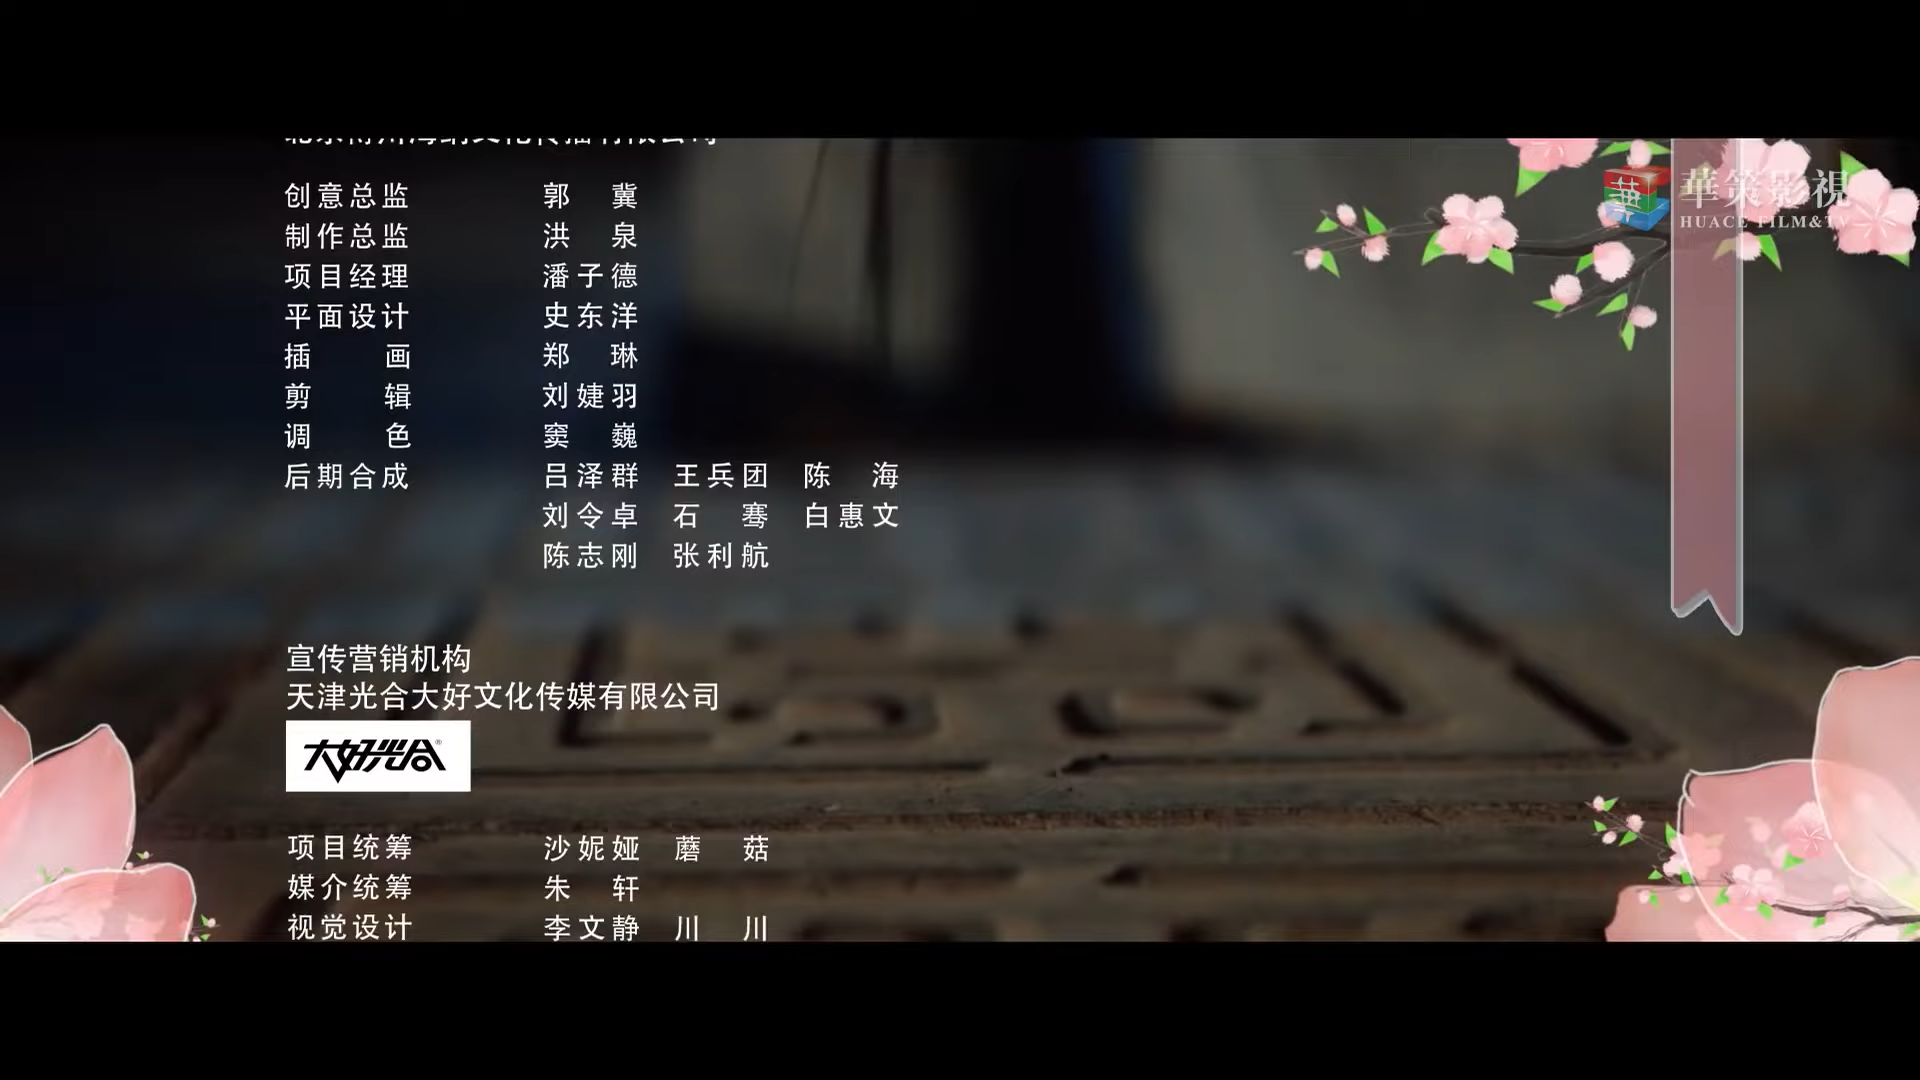 創
華策影視
HUACE FILM&TV
创意总监 郭冀
制作总监 洪泉
项目经理 潘子德
平面设计 史东洋
插画 郑琳
剪辑 刘婕羽
调色 窦巍
后期合成 吕泽群 王兵团 陈海
刘令卓 石骞 白惠文
陈志刚 张利航
宣传营销机构
天津光合大好文化传媒有限公司
大好光合
项目统筹 沙妮娅 蘑菇
媒介统筹 朱轩
视觉设计 李文静 川川